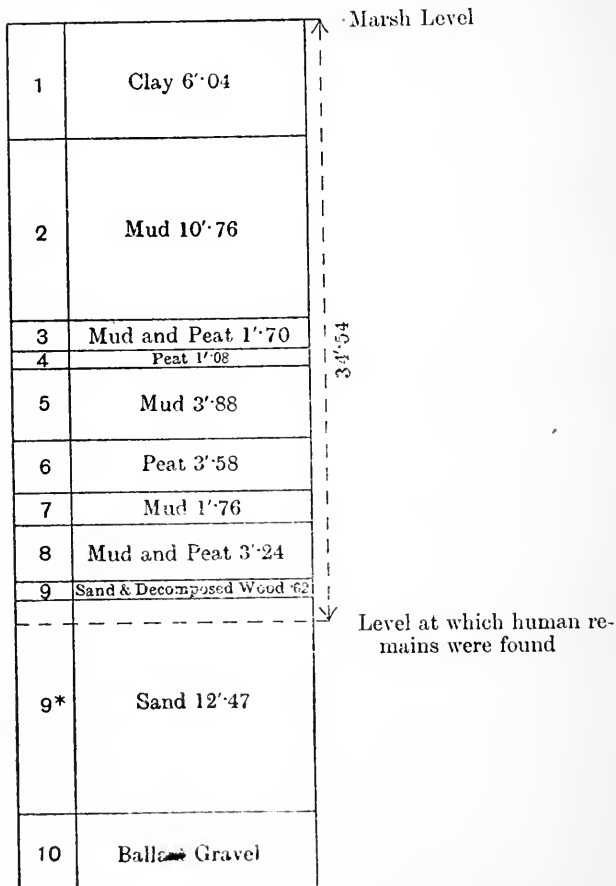 Marsh Level
1 Clay 6'·04
2 Mud 10'·76
3 Mud and Peat 1'·70
4 Peat 1'·08
34'·54
5 Mud 3'·88
6 Peat 3'·58
7 Mud 1'·76
8 Mud and Peat 3'·24
9 Sand & Decomposed Wood ·62
Level at which human re-
mains were found
9* Sand 12'·47
10 Gravel